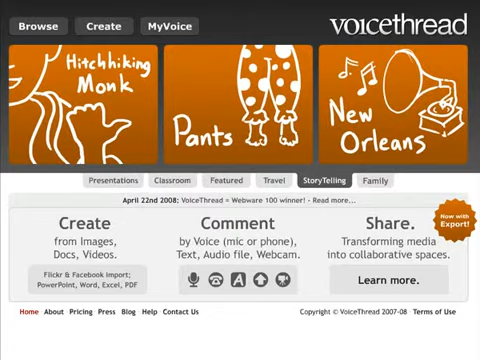 Browse Create MyVoice voicethread
Hitchhiking
Monk
Pants
New
Orleans
Presentations Classroom Featured Travel StoryTelling Family
April 22nd 2008: VoiceThread = Webware 100 winner! - Read more...
Create
from Images,
Docs, Videos.
Flickr & Facebook import;
PowerPoint, Word, Excel, PDF
Comment
by Voice (mic or phone),
Text, Audio file, Webcam.
A
Share.
Transforming media
into collaborative spaces.
Learn more.
Now with
Export!
Home About Pricing Press Blog Help Contact Us Copyright © VoiceThread 2007-08 Terms of Use